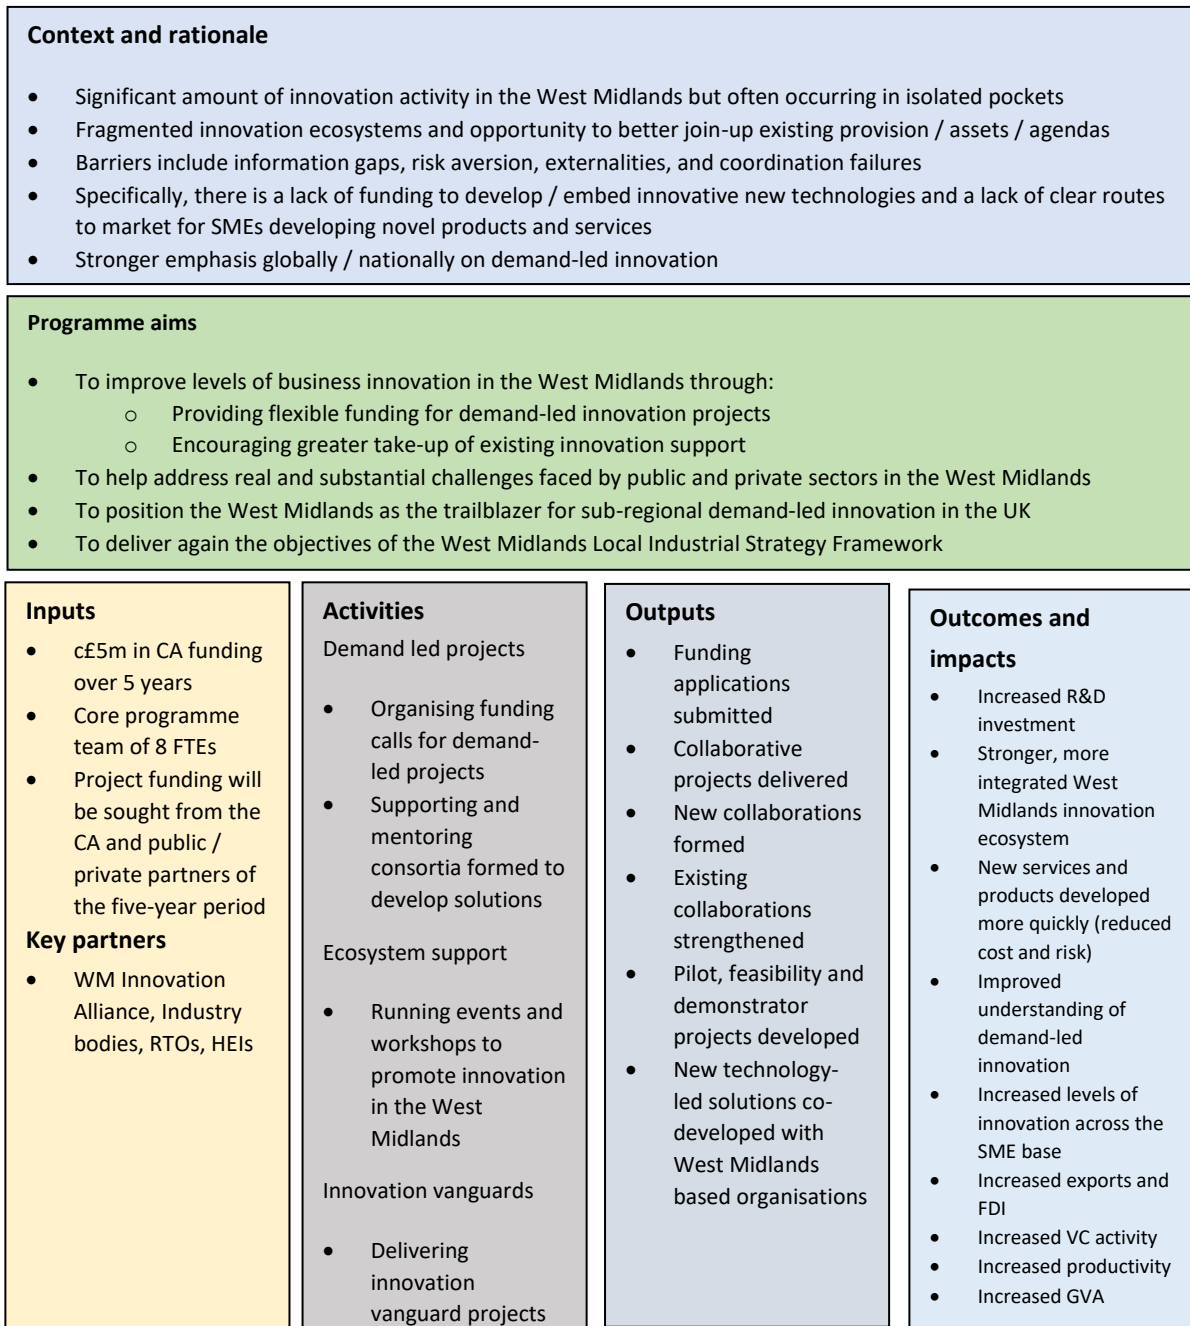 Context and rationale
• Significant amount of innovation activity in the West Midlands but often occurring in isolated pockets
• Fragmented innovation ecosystems and opportunity to better join-up existing provision / assets / agendas
• Barriers include information gaps, risk aversion, externalities, and coordination failures
• Specifically, there is a lack of funding to develop / embed innovative new technologies and a lack of clear routes
to market for SMEs developing novel products and services
• Stronger emphasis globally / nationally on demand-led innovation
Programme aims
• To improve levels of business innovation in the West Midlands through:
o Providing flexible funding for demand-led innovation projects
o Encouraging greater take-up of existing innovation support
• To help address real and substantial challenges faced by public and private sectors in the West Midlands
• To position the West Midlands as the trailblazer for sub-regional demand-led innovation in the UK
• To deliver again the objectives of the West Midlands Local Industrial Strategy Framework
Inputs
• c£5m in CA funding
over 5 years
• Core programme
team of 8 FTEs
• Project funding will
be sought from the
CA and public /
private partners of
the five-year period
Key partners
• WM Innovation
Alliance, Industry
bodies, RTOs, HEIs
Activities
Demand led projects
• Organising funding
calls for demand-
led projects
• Supporting and
mentoring
consortia formed to
develop solutions
Ecosystem support
• Running events and
workshops to
promote innovation
in the West
Midlands
Innovation vanguards
• Delivering
innovation
vanguard projects
Outputs
• Funding
applications
submitted
• Collaborative
projects delivered
• New collaborations
formed
• Existing
collaborations
strengthened
• Pilot, feasibility and
demonstrator
projects developed
• New technology-
led solutions co-
developed with
West Midlands
based organisations
Outcomes and
impacts
• Increased R&D
investment
• Stronger, more
integrated West
Midlands innovation
ecosystem
• New services and
products developed
more quickly (reduced
cost and risk)
• Improved
understanding of
demand-led
innovation
• Increased levels of
innovation across the
SME base
• Increased exports and
FDI
• Increased VC activity
• Increased productivity
• Increased GVA